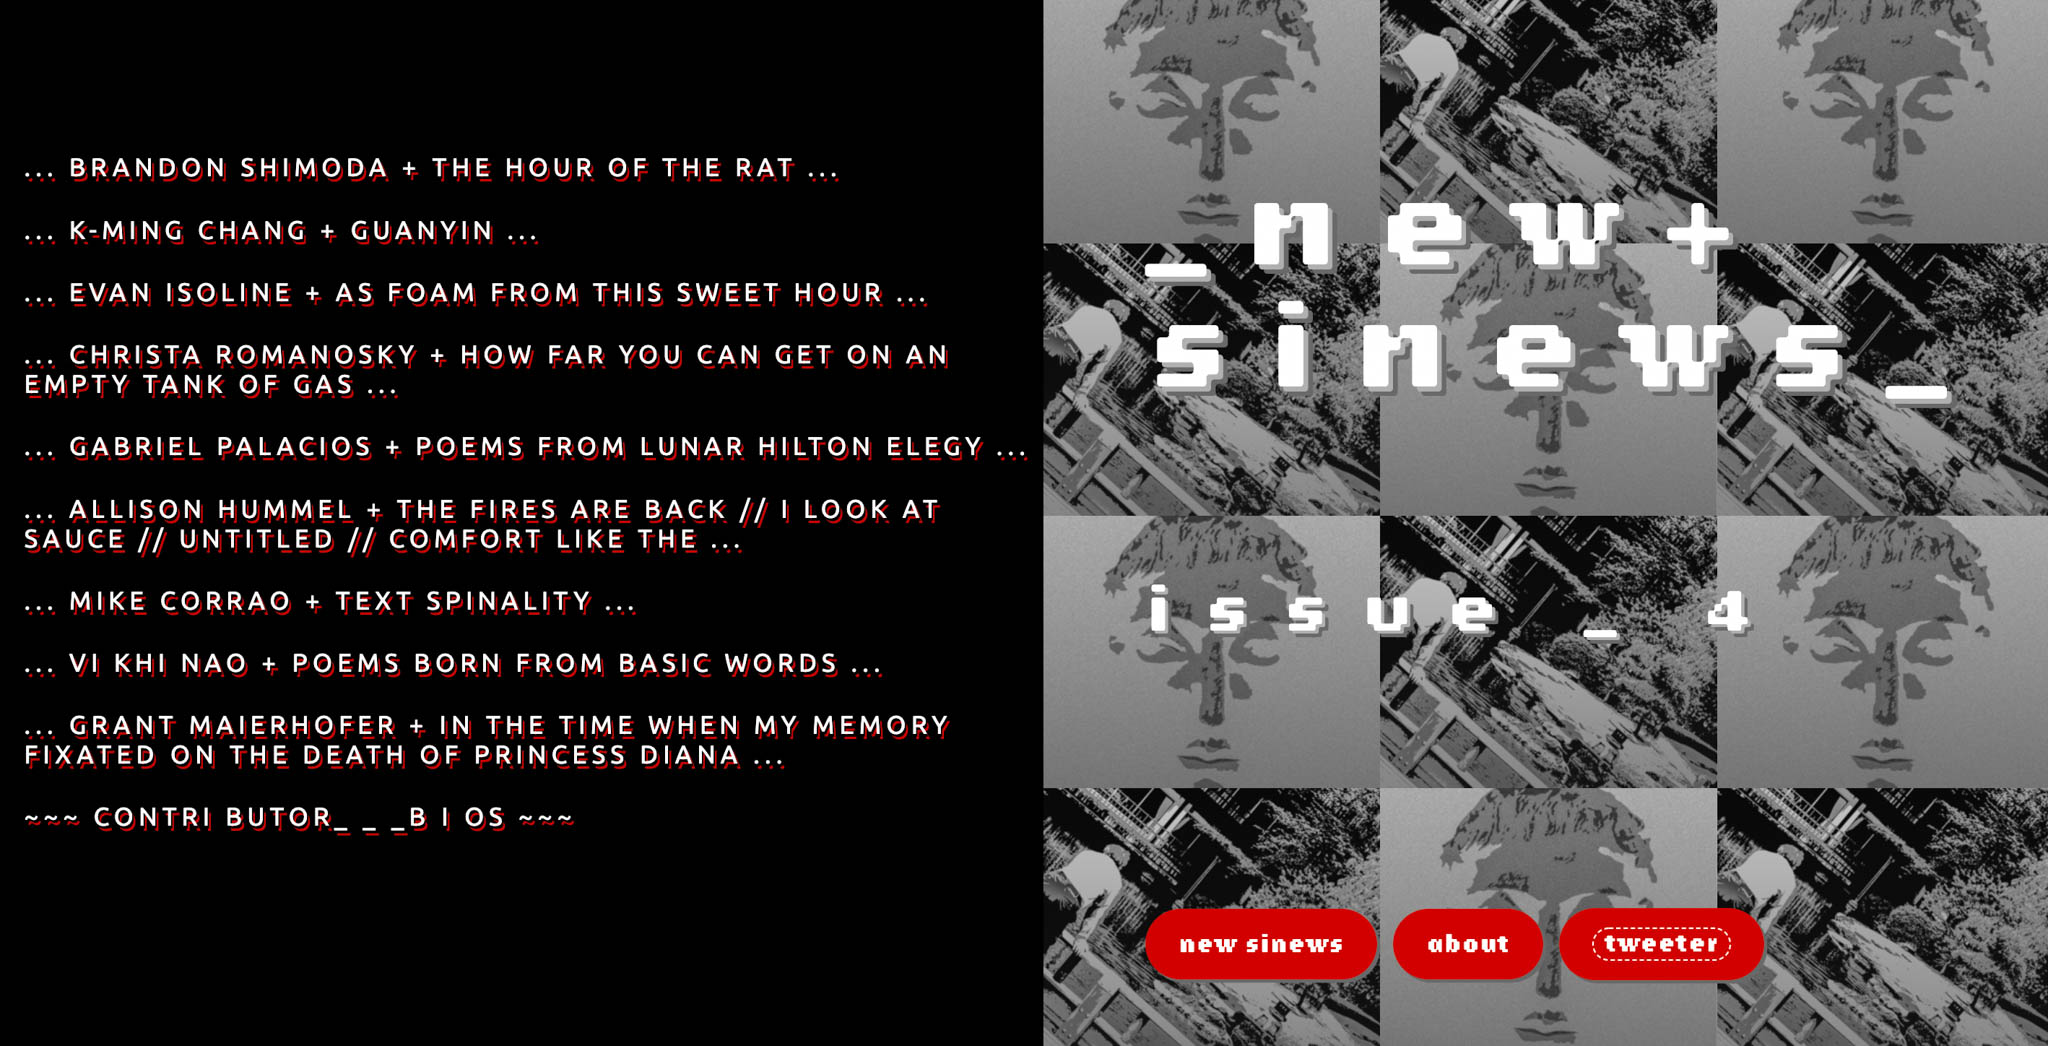 ... BRANDON SHIMODA + THE HOUR OF THE RAT ...
... K-MING CHANG + GUANYIN ...
... EVAN ISOLINE + AS FOAM FROM THIS SWEET HOUR ...
... CHRISTA ROMANOSKY + HOW FAR YOU CAN GET ON AN
EMPTY TANK OF GAS ...
... GABRIEL PALACIOS + POEMS FROM LUNAR HILTON ELEGY ...
... ALLISON HUMMEL + THE FIRES ARE BACK // I LOOK AT
SAUCE // UNTITLED // COMFORT LIKE THE ...
... MIKE CORRAO + TEXT SPINALITY ...
... VI KHI NAO + POEMS BORN FROM BASIC WORDS ...
... GRANT MAIERHOFER + IN THE TIME WHEN MY MEMORY
FIXATED ON THE DEATH OF PRINCESS DIANA ...
~~~ CONTRI BUTOR_ _ _B I OS ~~~
_new+
sinews_
issue _ 4
new sinews
about
tweeter